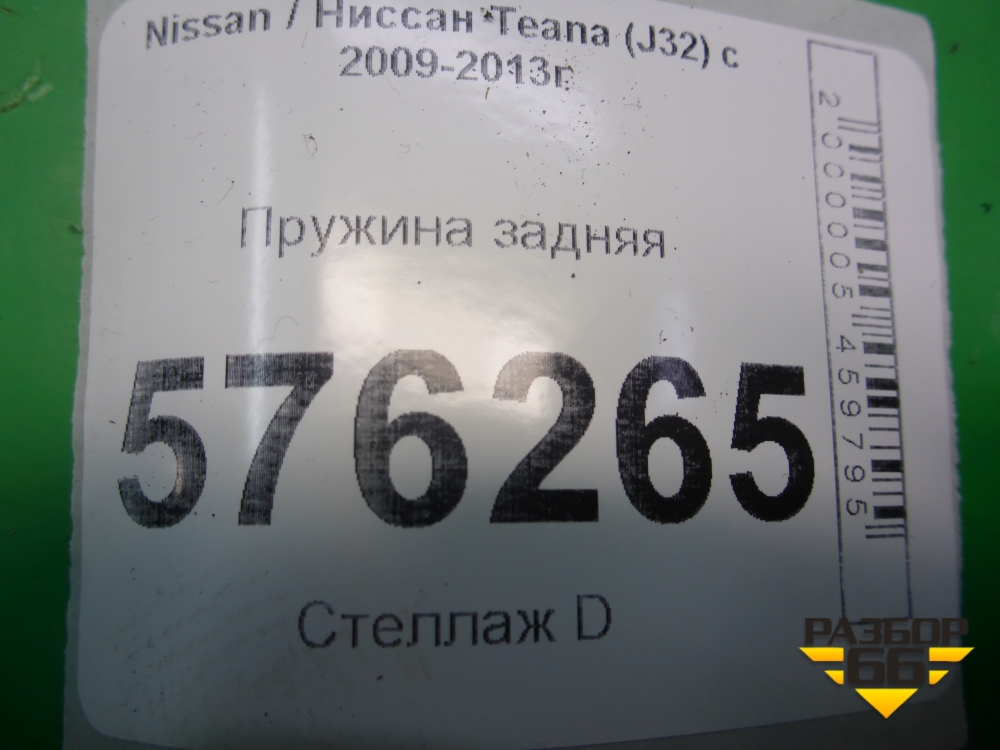 Nissan / Ниссан Teana (J32) с
2009-2013г.
Пружина задняя
576265
Стеллаж D
2000005459795
РАЗБОР
66